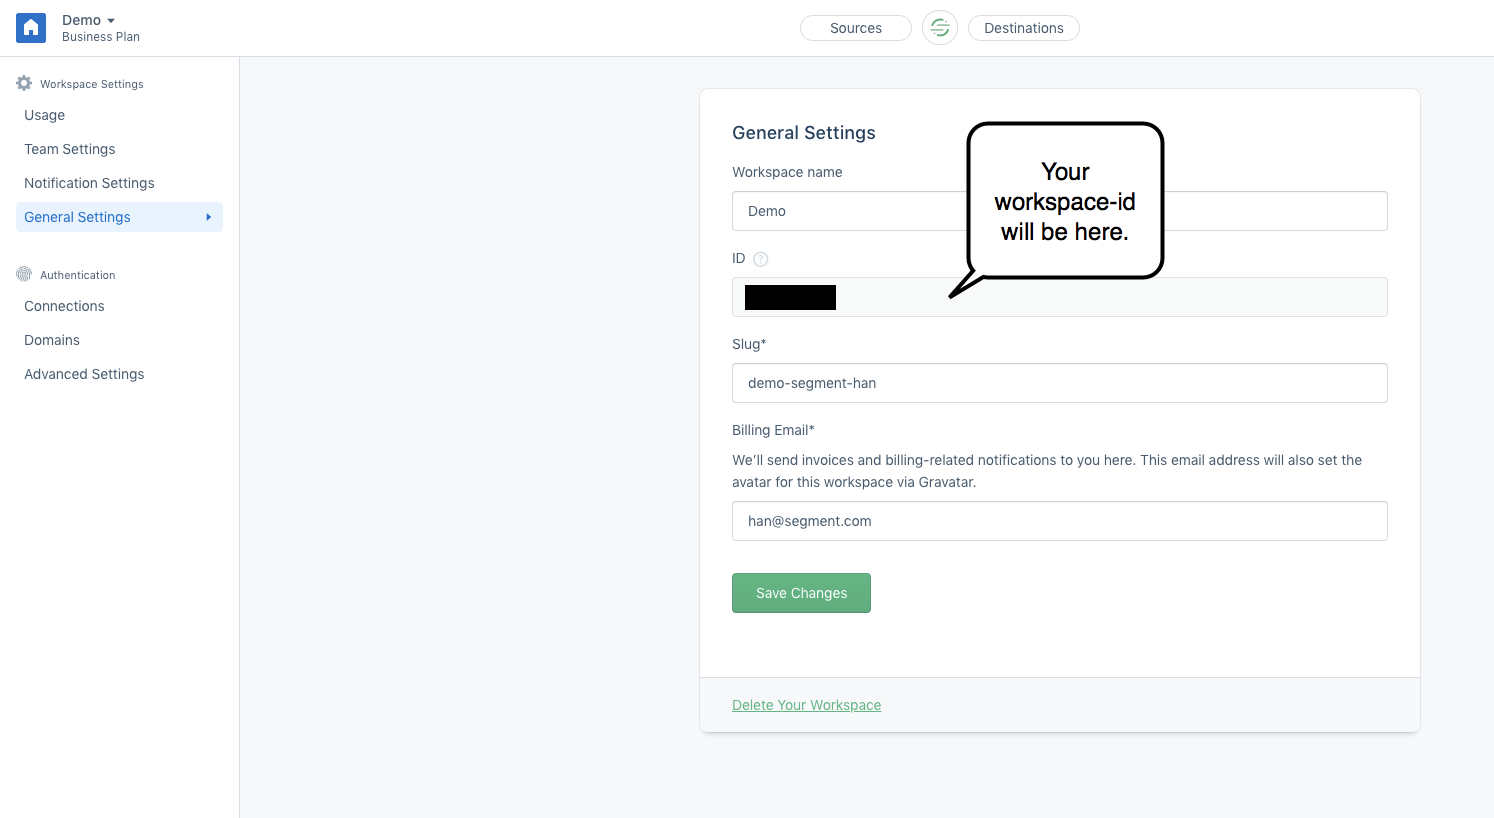 Demo
Business Plan
Sources
Destinations
Workspace Settings
Usage
Team Settings
Notification Settings
General Settings
Authentication
Connections
Domains
Advanced Settings
General Settings
Workspace name
Demo
Your
workspace-id
will be here.
ID ?
Slug*
demo-segment-han
Billing Email*
We'll send invoices and billing-related notifications to you here. This email address will also set the
avatar for this workspace via Gravatar.
han@segment.com
Save Changes
Delete Your Workspace